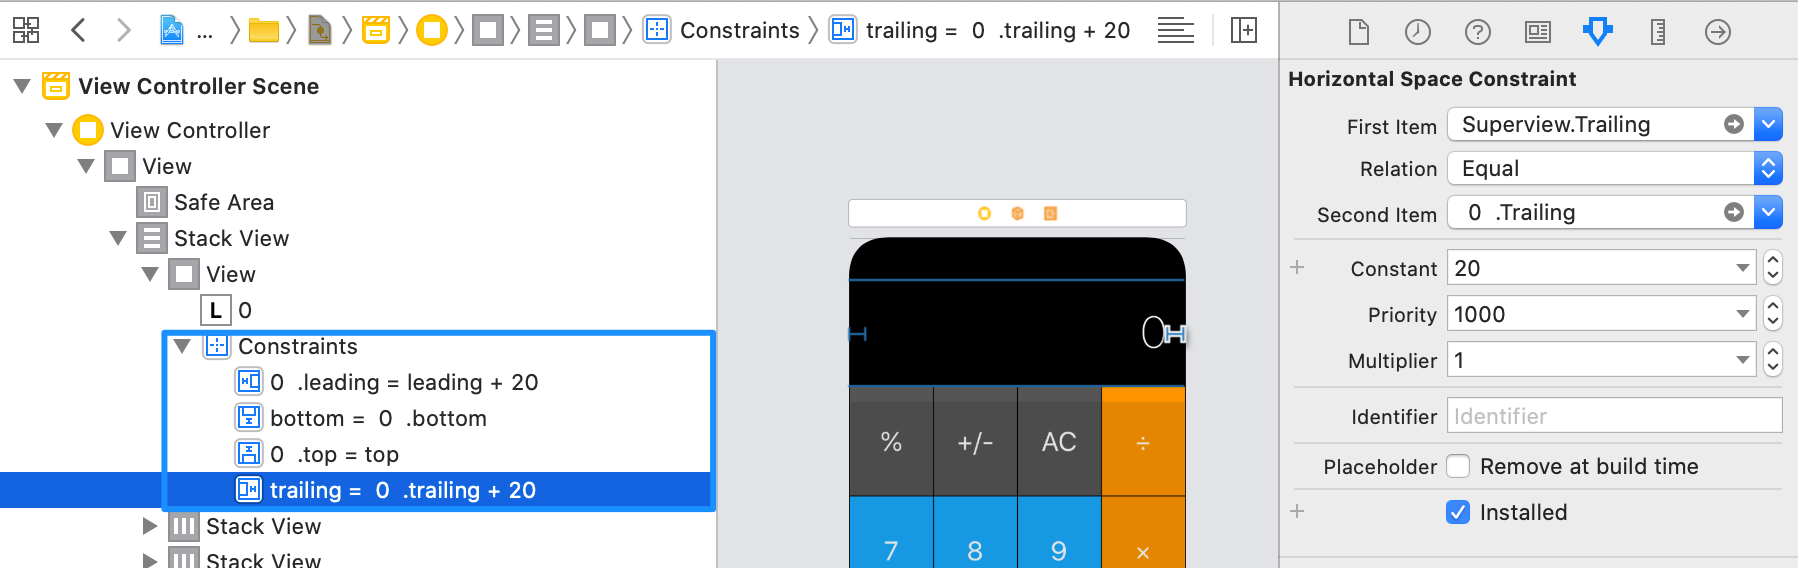 ... Constraints trailing = 0 .trailing + 20
View Controller Scene
View Controller
View
Safe Area
Stack View
View
L 0
Constraints
0 .leading = leading + 20
bottom = 0 .bottom
0 .top = top
trailing = 0 .trailing + 20
Stack View
Stack View
0
% +/- AC ÷
7 8 9 ×
Horizontal Space Constraint
First Item Superview.Trailing
Relation Equal
Second Item 0 .Trailing
+ Constant 20
Priority 1000
Multiplier 1
Identifier Identifier
Placeholder Remove at build time
+ Installed